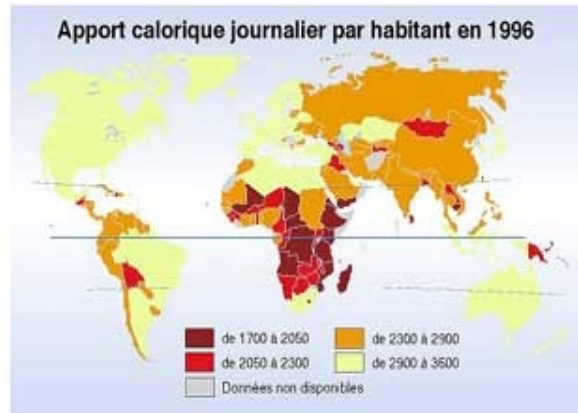 Apport calorique journalier par habitant en 1996
de 1700 à 2050
de 2300 à 2900
de 2050 à 2300
de 2900 à 3600
Données non disponibles